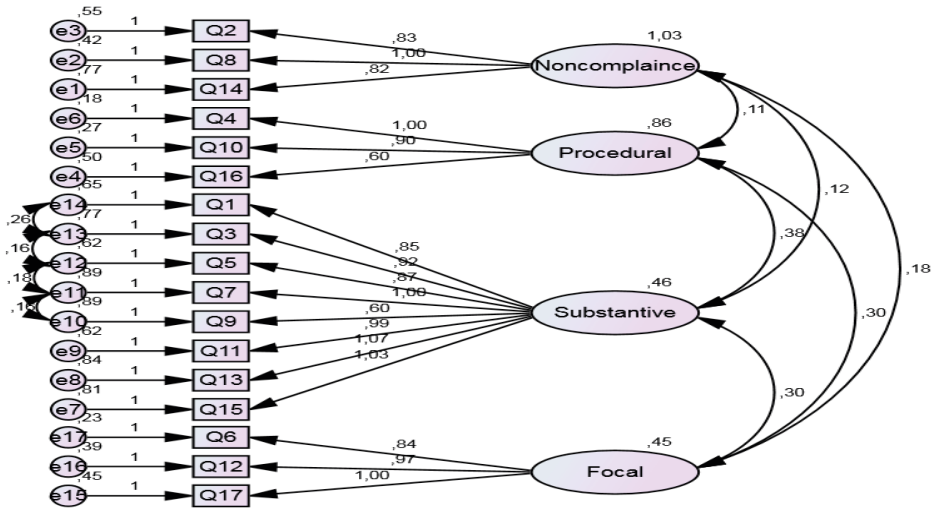 ,55
e3 1 Q2
,42
e2 1 Q8
,77
e1 1 Q14
,18
e6 1 Q4
,27
e5 1 Q10
,50
e4 1 Q16
,65
e14 1 Q1
,77
e13 1 Q3
,62
e12 1 Q5
,89
e11 1 Q7
,89
e10 1 Q9
,62
e9 1 Q11
,84
e8 1 Q13
,81
e7 1 Q15
,23
e17 1 Q6
,39
e16 1 Q12
,45
e15 1 Q17
,26
,16
,18
,83
1,00
,82
1,00
,90
,60
,85
,92
,87
1,00
,60
,99
1,07
1,03
,84
,97
1,00
1,03
Noncomplaince
,86
Procedural
,46
Substantive
,45
Focal
,11
,12
,38
,18
,30
,30